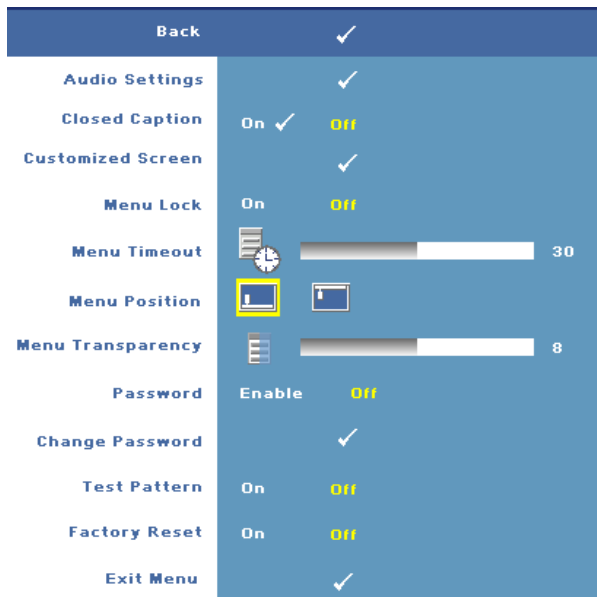 Back
Audio Settings
Closed Caption On Off
Customized Screen
Menu Lock On Off
Menu Timeout 30
Menu Position
Menu Transparency 8
Password Enable Off
Change Password
Test Pattern On Off
Factory Reset On Off
Exit Menu